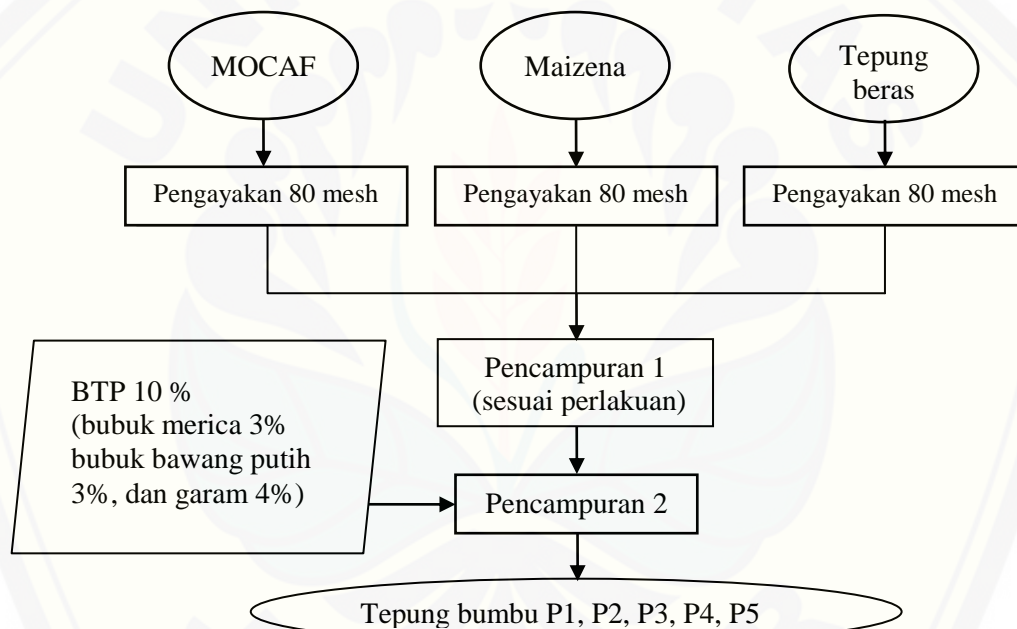 MOCAF
Maizena
Tepung
beras
Pengayakan 80 mesh
Pengayakan 80 mesh
Pengayakan 80 mesh
Pencampuran 1
(sesuai perlakuan)
BTP 10 %
(bubuk merica 3%
bubuk bawang putih
3%, dan garam 4%)
Pencampuran 2
Tepung bumbu P1, P2, P3, P4, P5